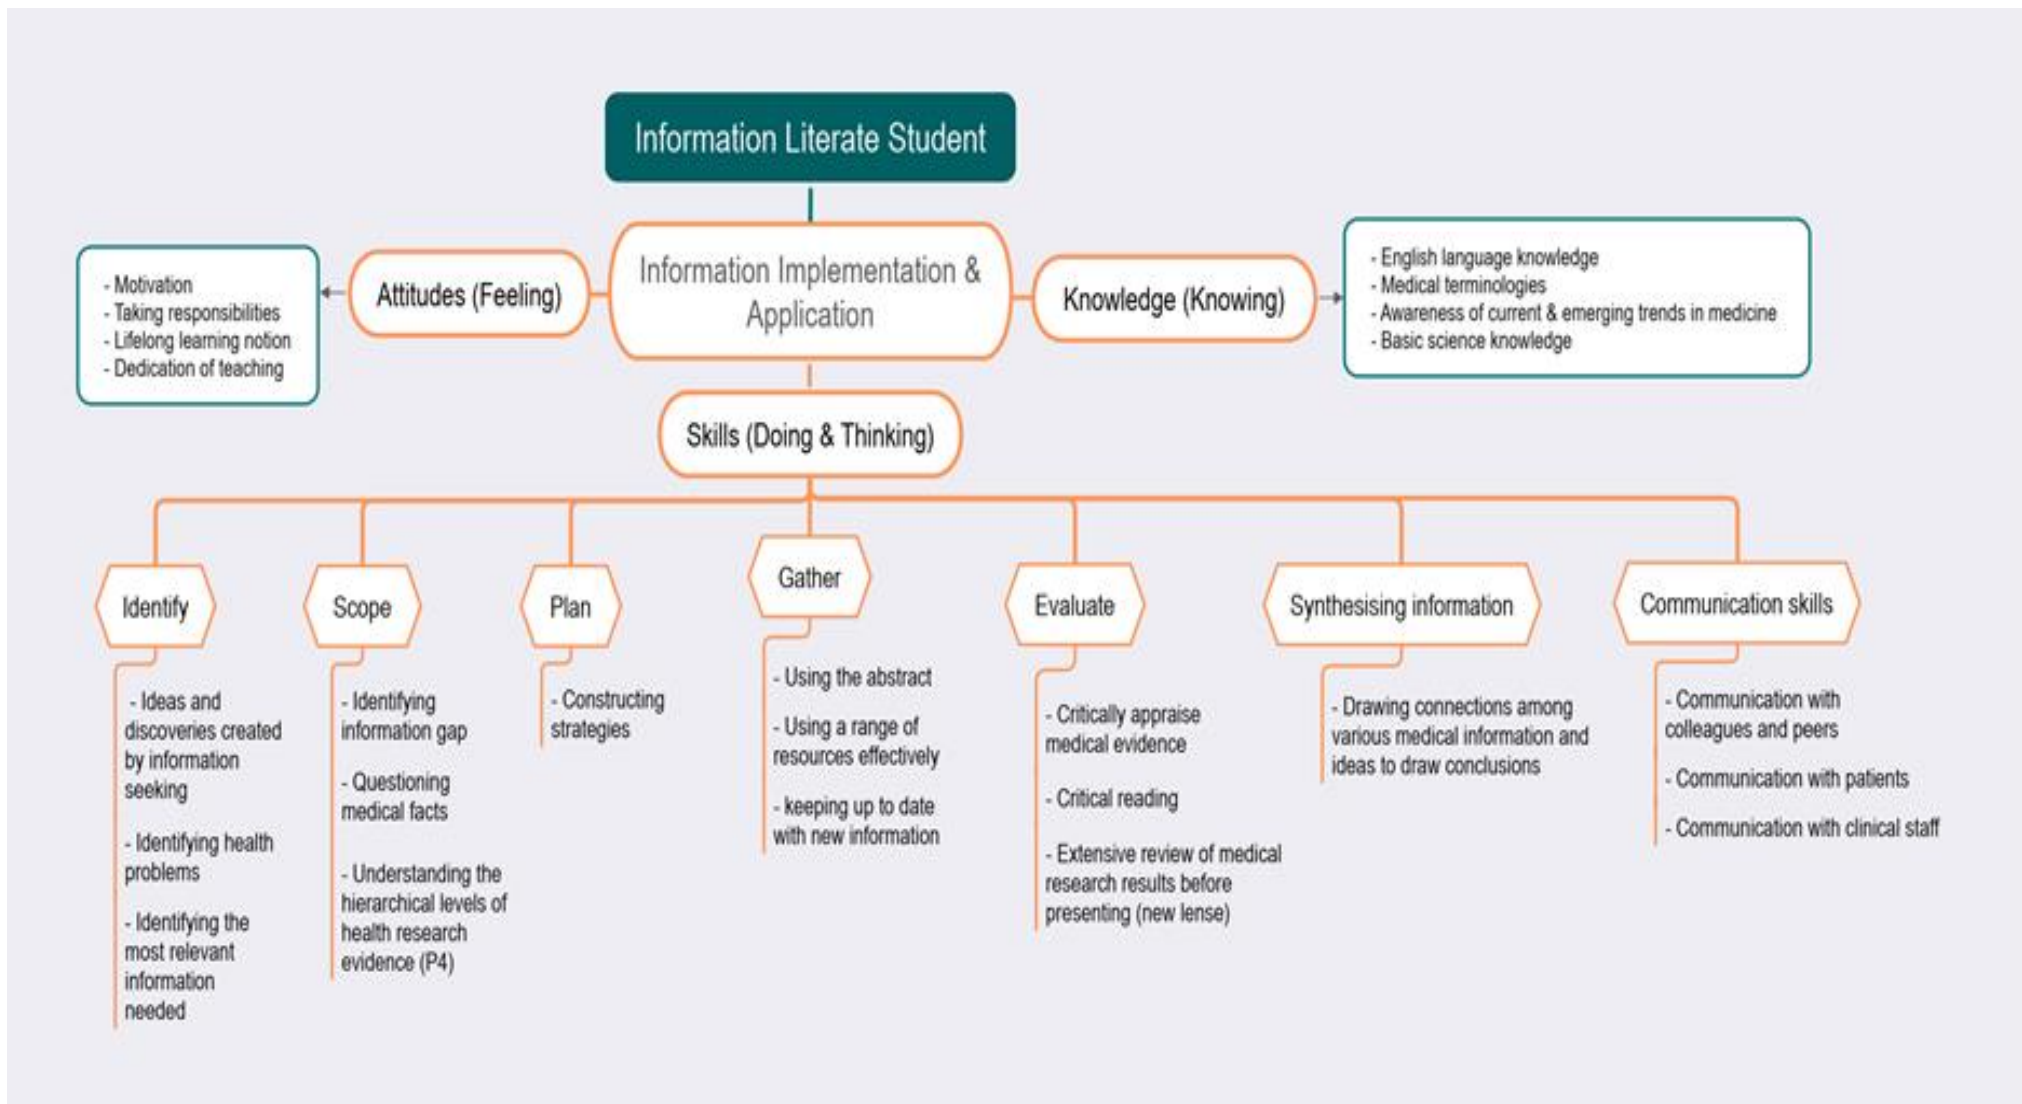 Information Literate Student
Information Implementation &
Application
Attitudes (Feeling)
- Motivation
- Taking responsibilities
- Lifelong learning notion
- Dedication of teaching
Knowledge (Knowing)
- English language knowledge
- Medical terminologies
- Awareness of current & emerging trends in medicine
- Basic science knowledge
Skills (Doing & Thinking)
Identify
- Ideas and
discoveries created
by information
seeking
- Identifying health
problems
- Identifying the
most relevant
information
needed
Scope
- Identifying
information gap
- Questioning
medical facts
- Understanding the
hierarchical levels of
health research
evidence (P4)
Plan
- Constructing
strategies
Gather
- Using the abstract
- Using a range of
resources effectively
- keeping up to date
with new information
Evaluate
- Critically appraise
medical evidence
- Critical reading
- Extensive review of medical
research results before
presenting (new lense)
Synthesising information
- Drawing connections among
various medical information and
ideas to draw conclusions
Communication skills
- Communication with
colleagues and peers
- Communication with patients
- Communication with clinical staff